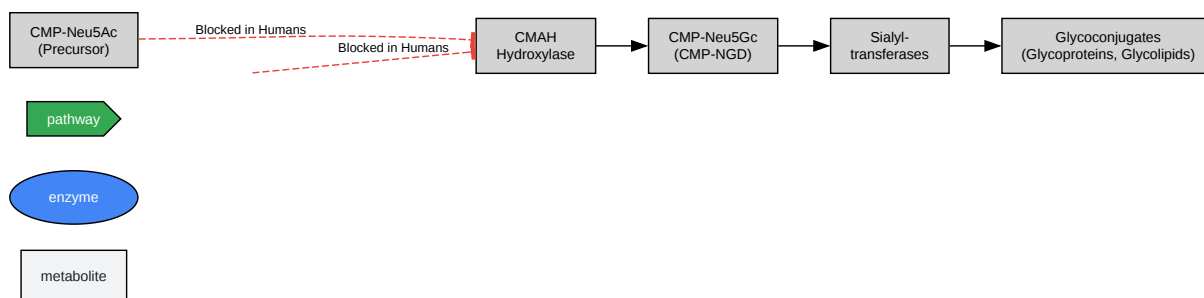 CMP-Neu5Ac
(Precursor)
Blocked in Humans
Blocked in Humans
CMAH
Hydroxylase
CMP-Neu5Gc
(CMP-NGD)
Sialyl-
transferases
Glycoconjugates
(Glycoproteins, Glycolipids)
pathway
enzyme
metabolite